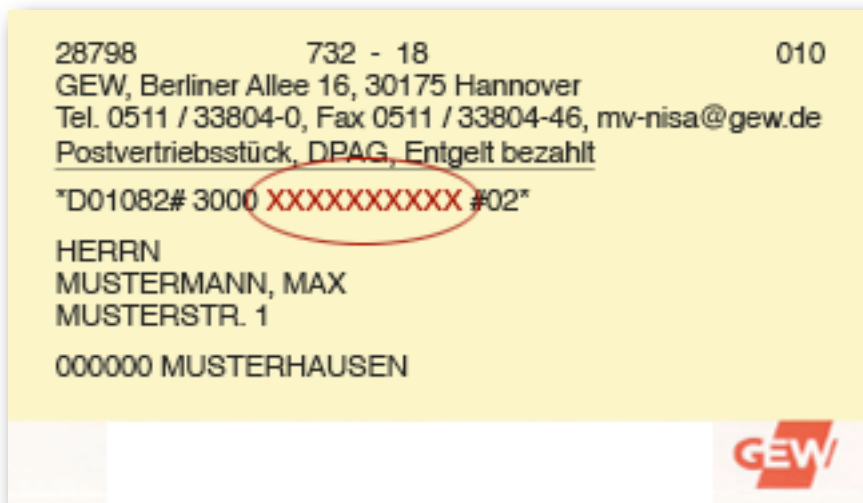 28798 732 - 18 010
GEW, Berliner Allee 16, 30175 Hannover
Tel. 0511 / 33804-0, Fax 0511 / 33804-46, mv-nisa@gew.de
Postvertriebsstück, DPAG, Entgelt bezahlt
*D01082# 3000 XXXXXXXXXX #02*
HERRN
MUSTERMANN, MAX
MUSTERSTR. 1
000000 MUSTERHAUSEN
GEW